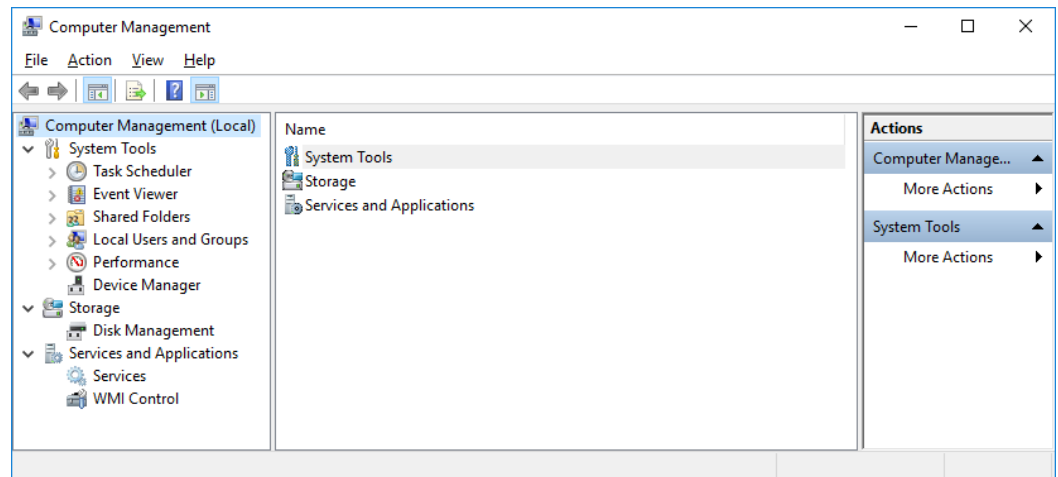 Computer Management
File Action View Help
Computer Management (Local)
System Tools
Task Scheduler
Event Viewer
Shared Folders
Local Users and Groups
Performance
Device Manager
Storage
Disk Management
Services and Applications
Services
WMI Control
Name
System Tools
Storage
Services and Applications
Actions
Computer Manage...
More Actions
System Tools
More Actions